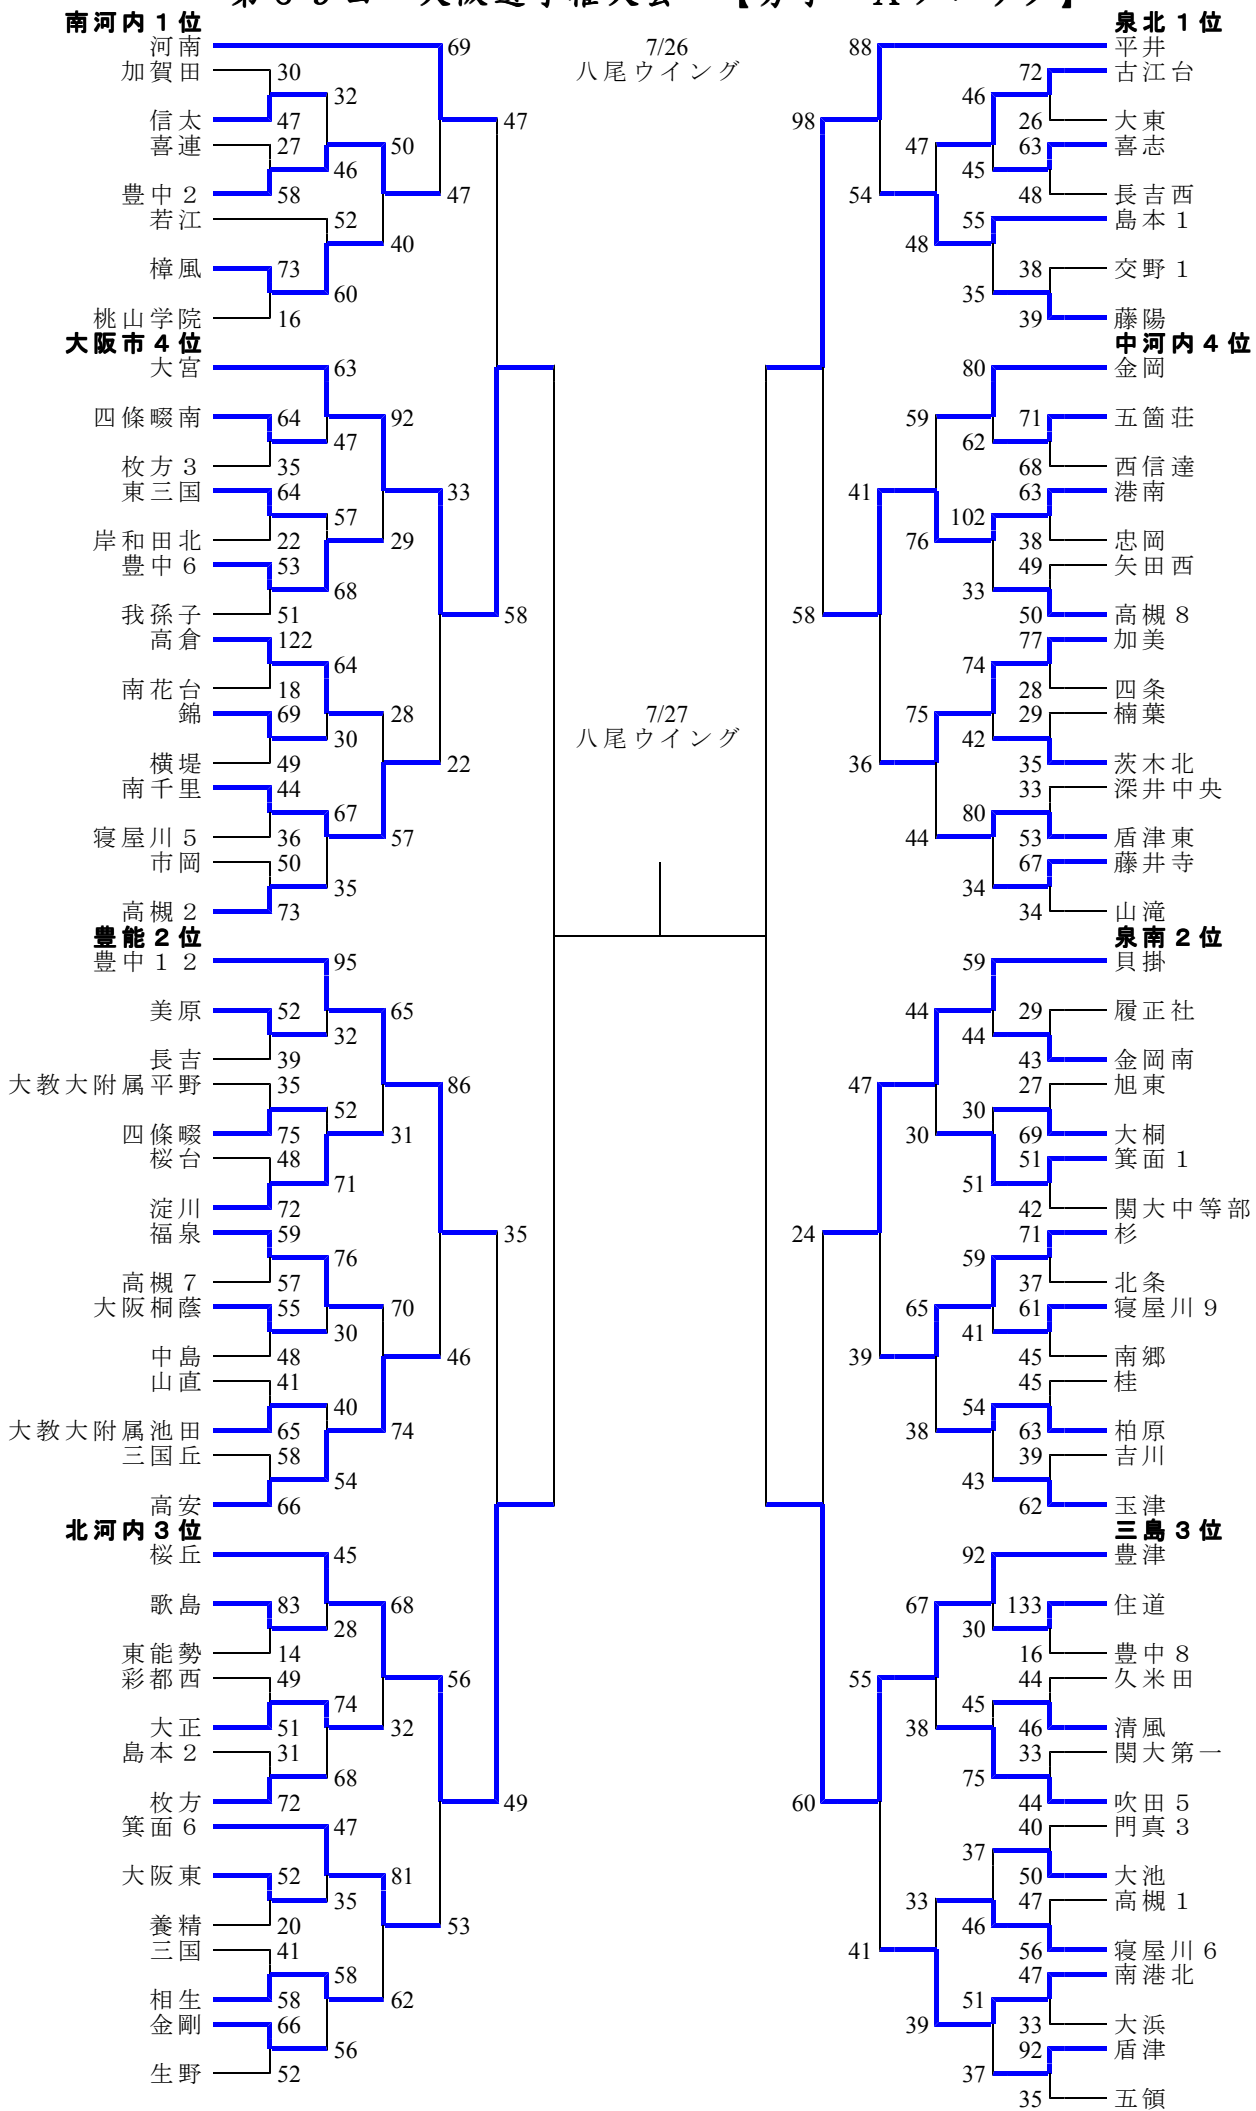 南河内１位
河南
加賀田
信太
喜連
豊中２
若江
樟風
桃山学院
大阪市４位
大宮
四條畷南
枚方３
東三国
岸和田北
豊中６
我孫子
高倉
南花台
錦
横堤
南千里
寝屋川５
市岡
高槻２
豊能２位
豊中１２
美原
長吉
大教大附属平野
四條畷
桜台
淀川
福泉
高槻７
大阪桐蔭
中島
山直
大教大附属池田
三国丘
高安
北河内３位
桜丘
歌島
東能勢
彩都西
大正
島本２
枚方
箕面６
大阪東
養精
三国
相生
金剛
生野
30
47
27
58
73
16
64
35
64
22
53
51
122
18
69
49
44
36
50
73
52
39
35
75
48
72
59
57
55
48
41
65
58
66
83
14
49
51
31
72
52
20
41
58
66
52
32
46
52
60
63
47
57
68
64
30
67
35
95
32
52
71
76
30
40
54
45
28
74
68
47
35
58
56
50
40
92
29
28
57
65
31
70
74
68
32
81
62
69
47
33
22
86
46
56
53
47
58
35
49
7/26
八尾ウイング
7/27
八尾ウイング
98
58
24
60
88
54
41
36
47
39
55
41
47
48
59
76
75
44
44
30
65
38
67
38
33
39
46
45
55
35
80
62
102
33
74
42
80
34
59
44
30
51
59
41
54
43
92
30
45
75
37
46
51
37
72
26
63
48
38
39
71
68
63
38
49
50
77
28
29
35
33
53
67
34
29
43
27
69
51
42
71
37
61
45
45
63
39
62
133
16
44
46
33
44
40
50
47
56
47
33
92
35
泉北１位
平井
古江台
大東
喜志
長吉西
島本１
交野１
藤陽
中河内４位
金岡
五箇荘
西信達
港南
忠岡
矢田西
高槻８
加美
四条
楠葉
茨木北
深井中央
盾津東
藤井寺
山滝
泉南２位
貝掛
履正社
金岡南
旭東
大桐
箕面１
関大中等部
杉
北条
寝屋川９
南郷
桂
柏原
吉川
玉津
三島３位
豊津
住道
豊中８
久米田
清風
関大第一
吹田５
門真３
大池
高槻１
寝屋川６
南港北
大浜
盾津
五領